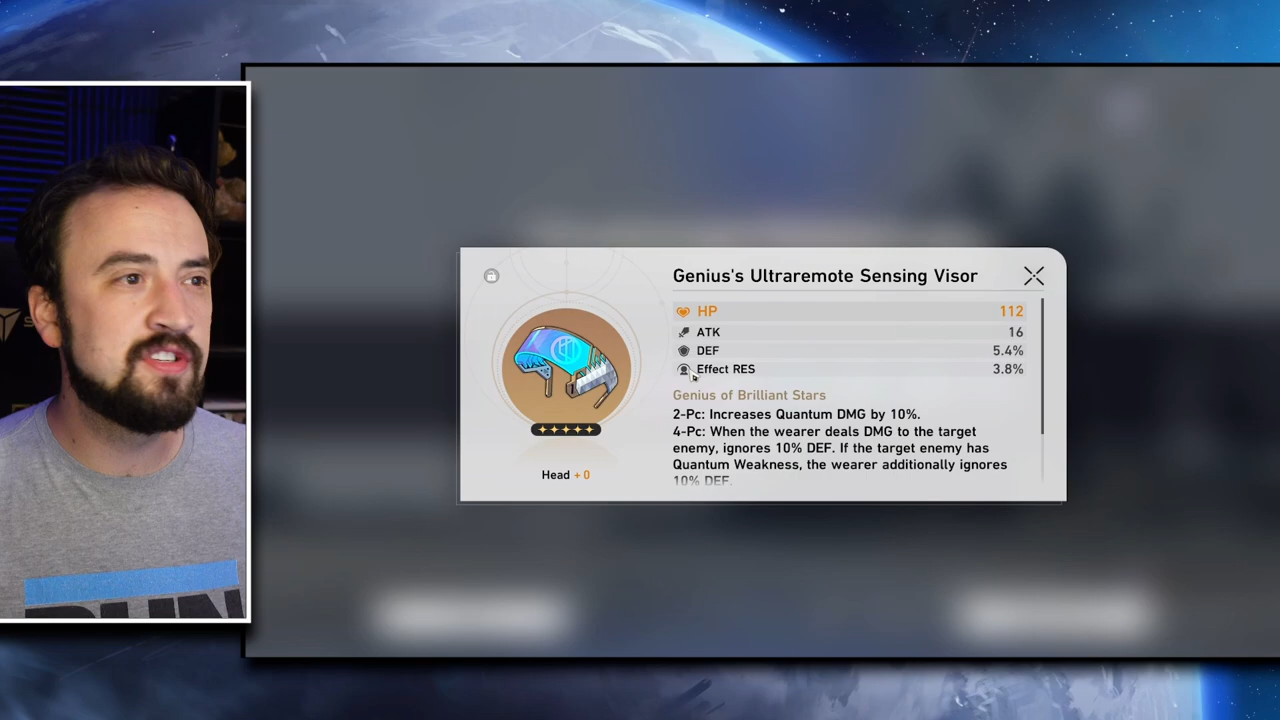 Genius's Ultraremote Sensing Visor
HP 112
ATK 16
DEF 5.4%
Effect RES 3.8%
Genius of Brilliant Stars
2-Pc: Increases Quantum DMG by 10%.
4-Pc: When the wearer deals DMG to the target
enemy, ignores 10% DEF. If the target enemy has
Quantum Weakness, the wearer additionally ignores
10% DEF.
Head + 0